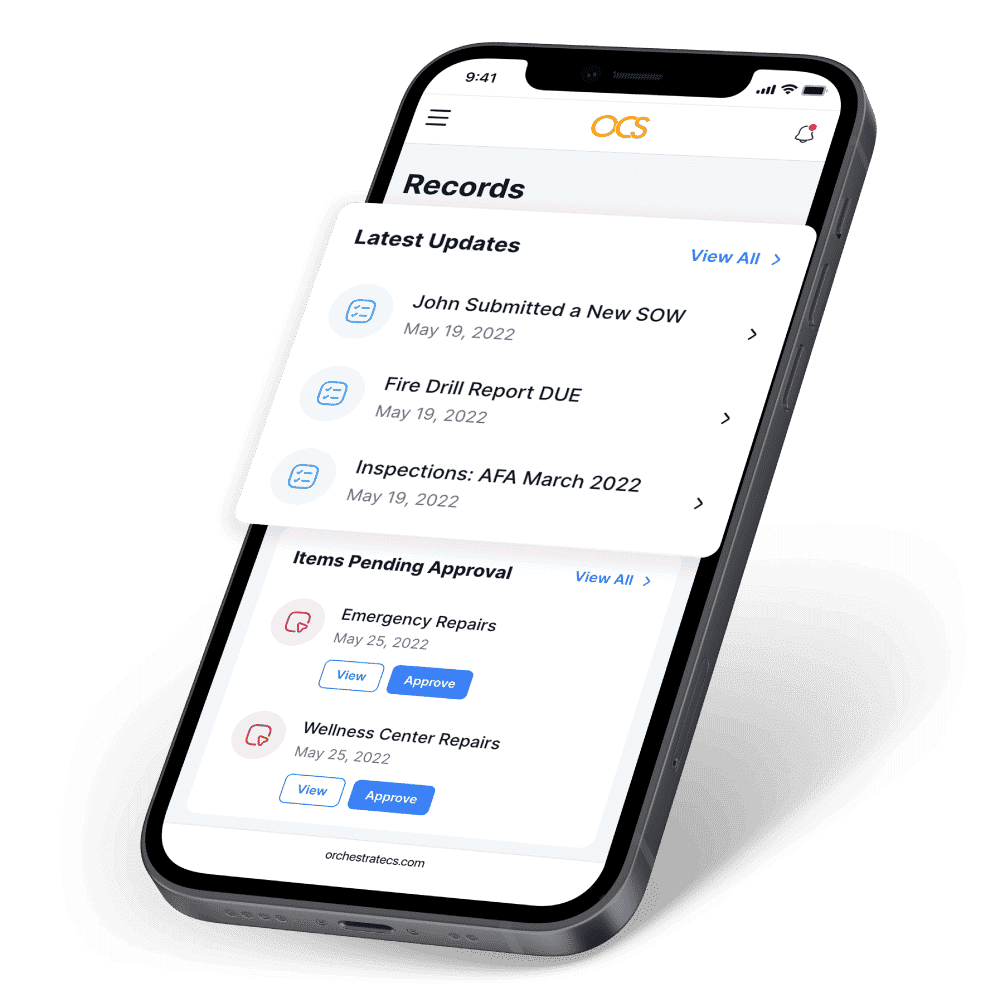 9:41
OCS
Records
Latest Updates
View All
John Submitted a New SOW
May 19, 2022
Fire Drill Report DUE
May 19, 2022
Inspections: AFA March 2022
May 19, 2022
Items Pending Approval
View All
Emergency Repairs
May 25, 2022
View
Approve
Wellness Center Repairs
May 25, 2022
View
Approve
orchestratecs.com